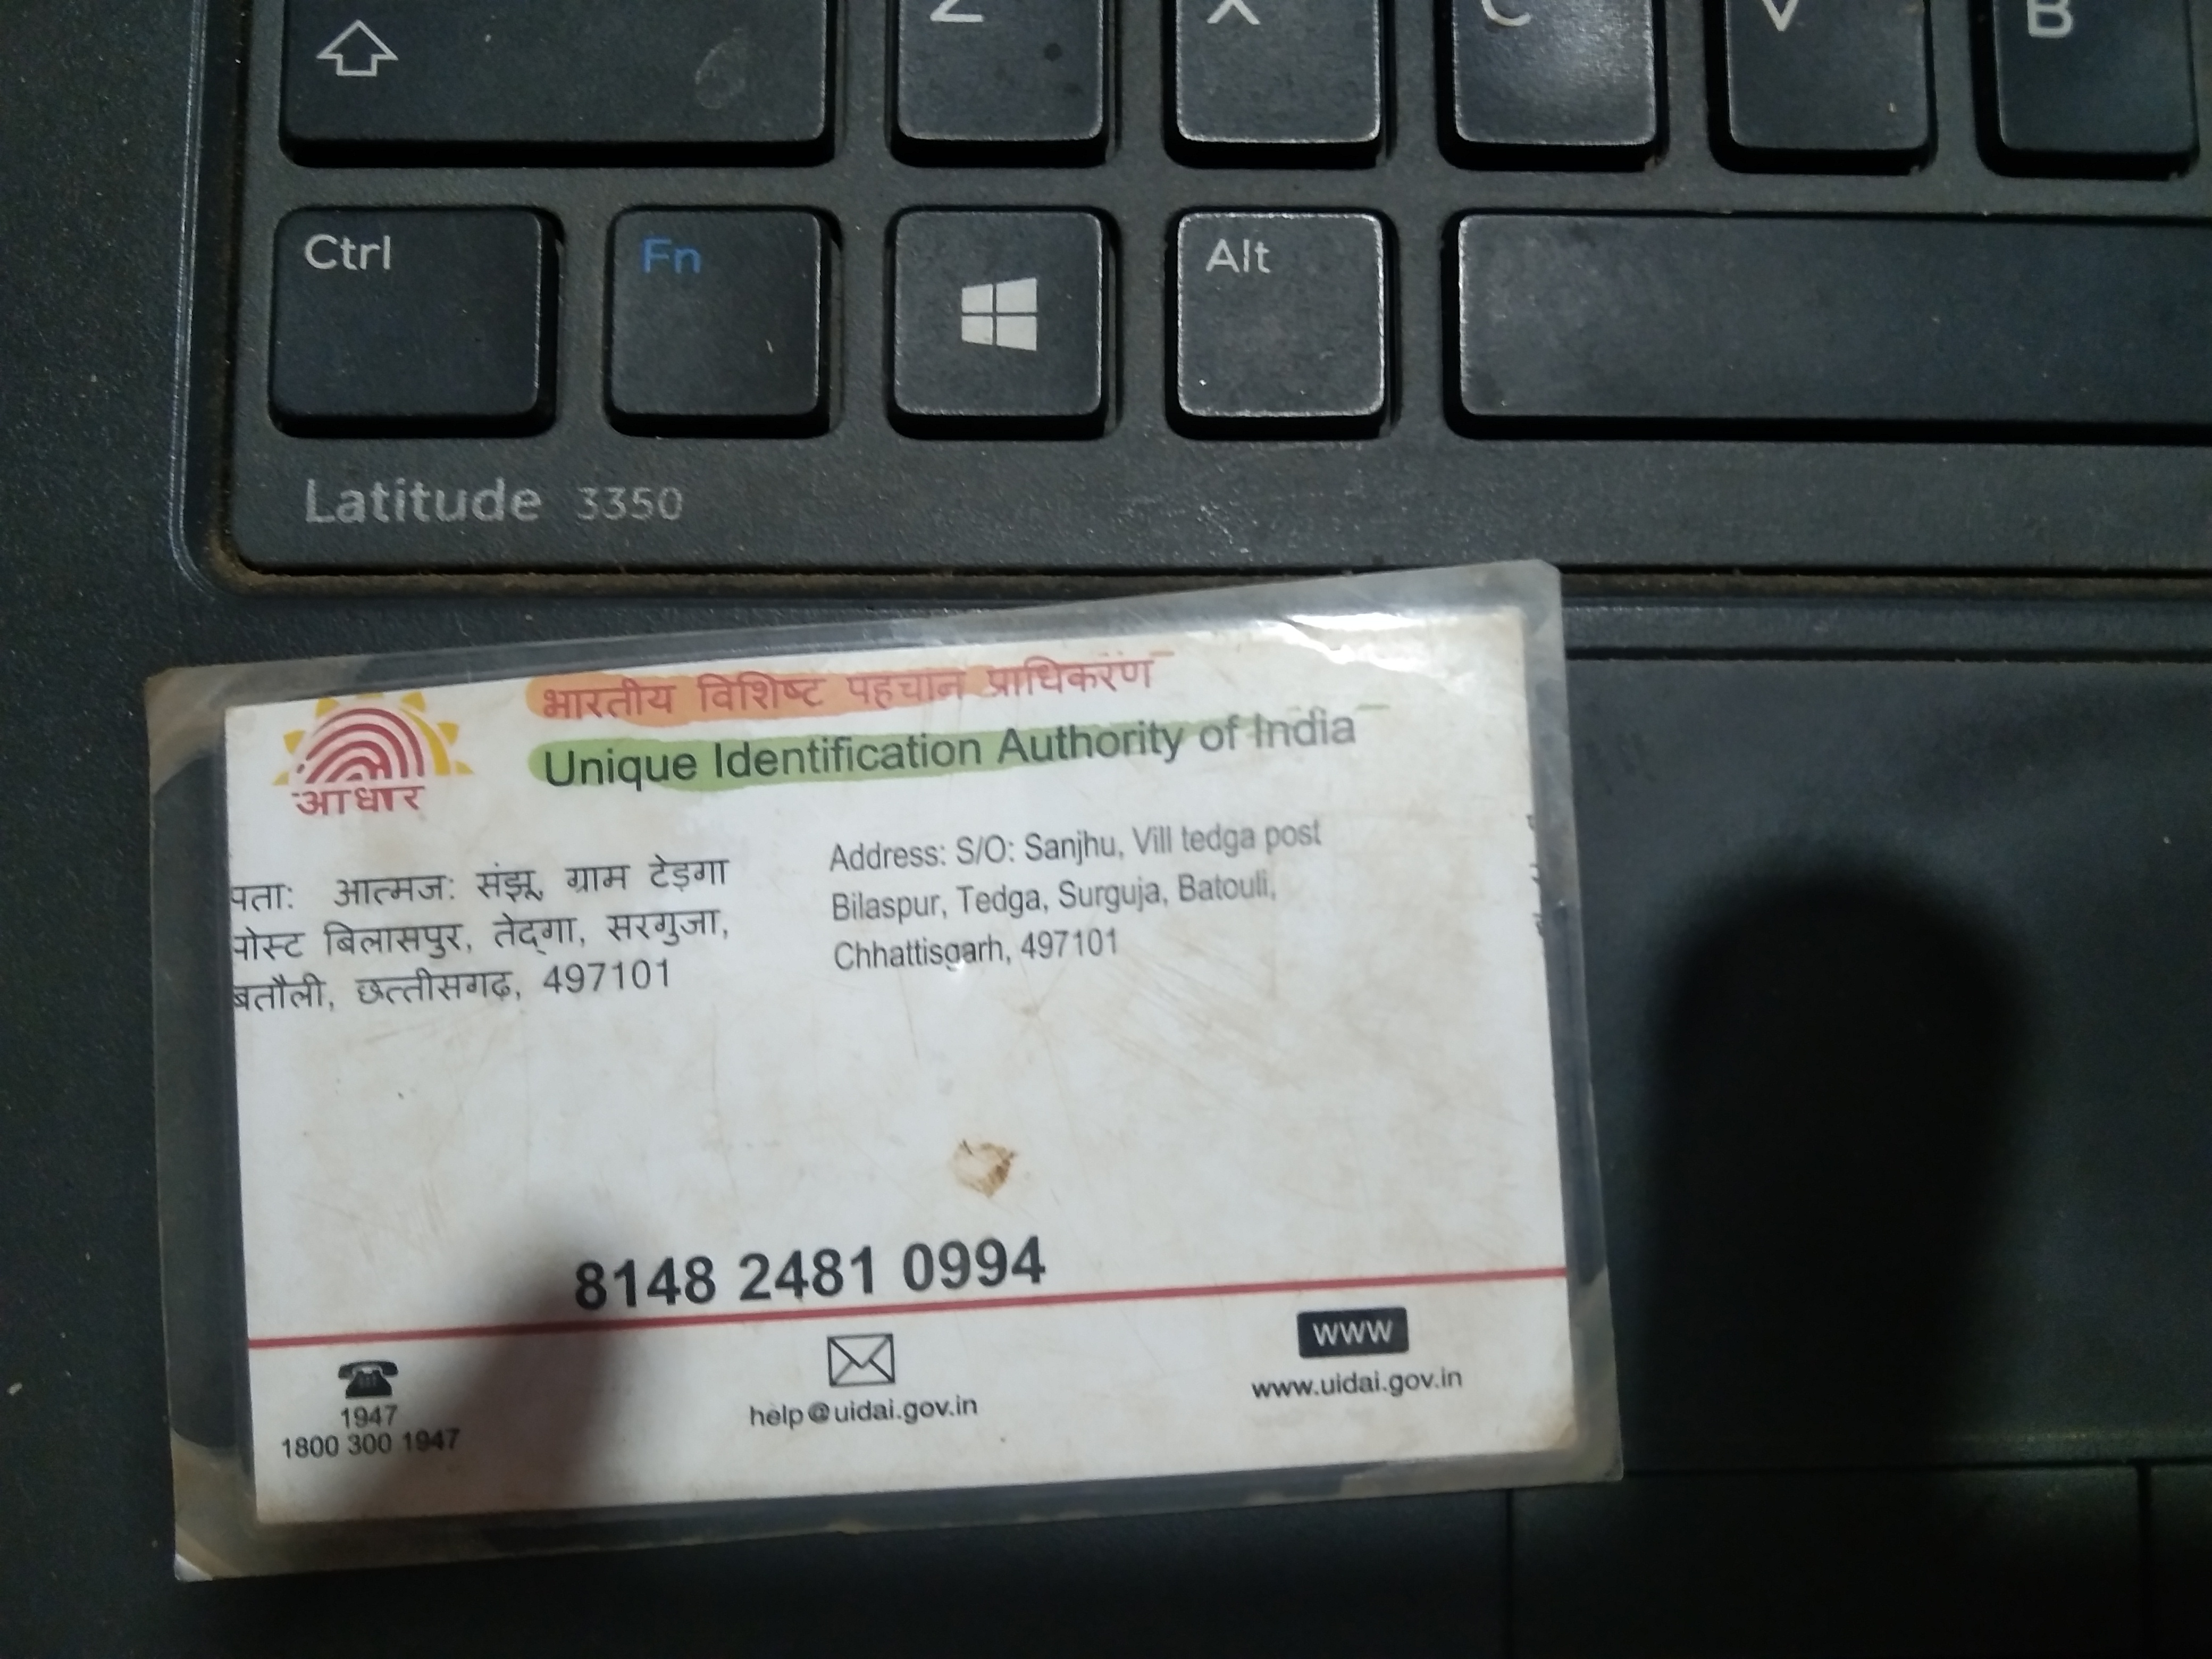 Z X C V B
Ctrl Fn Alt
Latitude 3350
भारतीय विशिष्ट पहचान प्राधिकरण
Unique Identification Authority of India
आधार
पता: आत्मज: संझू, ग्राम टेड़गा
पोस्ट बिलासपुर, तेद्गा, सरगुजा,
बतौली, छत्तीसगढ़, 497101
Address: S/O: Sanjhu, Vill tedga post
Bilaspur, Tedga, Surguja, Batouli,
Chhattisgarh, 497101
8148 2481 0994
1947
1800 300 1947
help@uidai.gov.in
www
www.uidai.gov.in